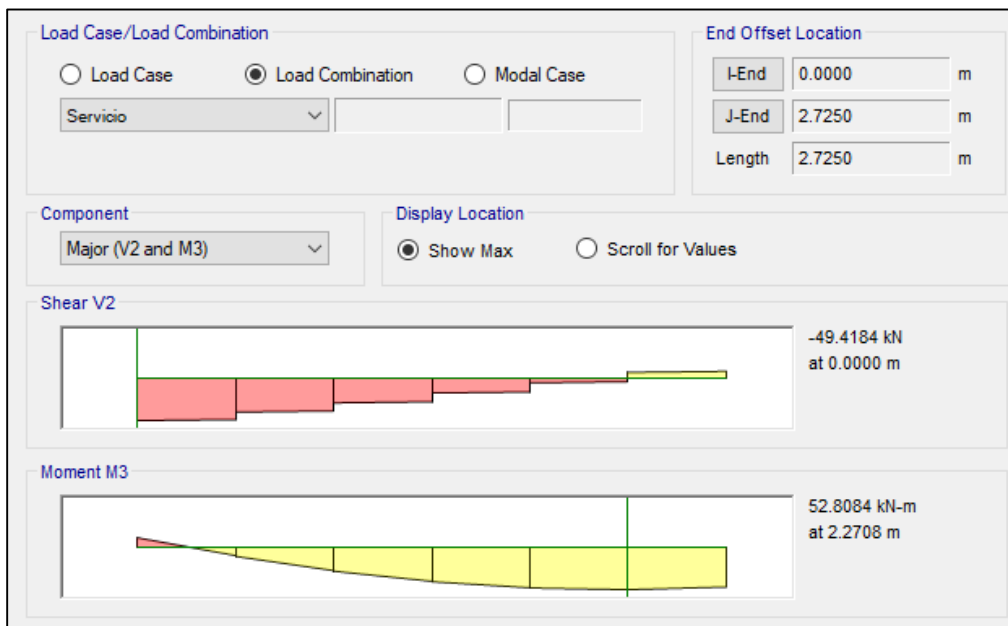 Load Case/Load Combination
Load Case Load Combination Modal Case
Servicio
End Offset Location
I-End 0.0000 m
J-End 2.7250 m
Length 2.7250 m
Component
Major (V2 and M3)
Display Location
Show Max Scroll for Values
Shear V2
-49.4184 kN
at 0.0000 m
Moment M3
52.8084 kN-m
at 2.2708 m